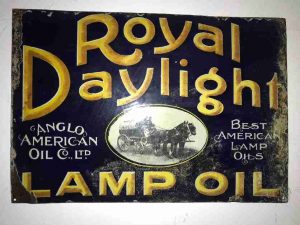 Royal
Daylight
ANGLO
AMERICAN
OIL CO., LTD
BEST
AMERICAN
LAMP
OILS
LAMP OIL